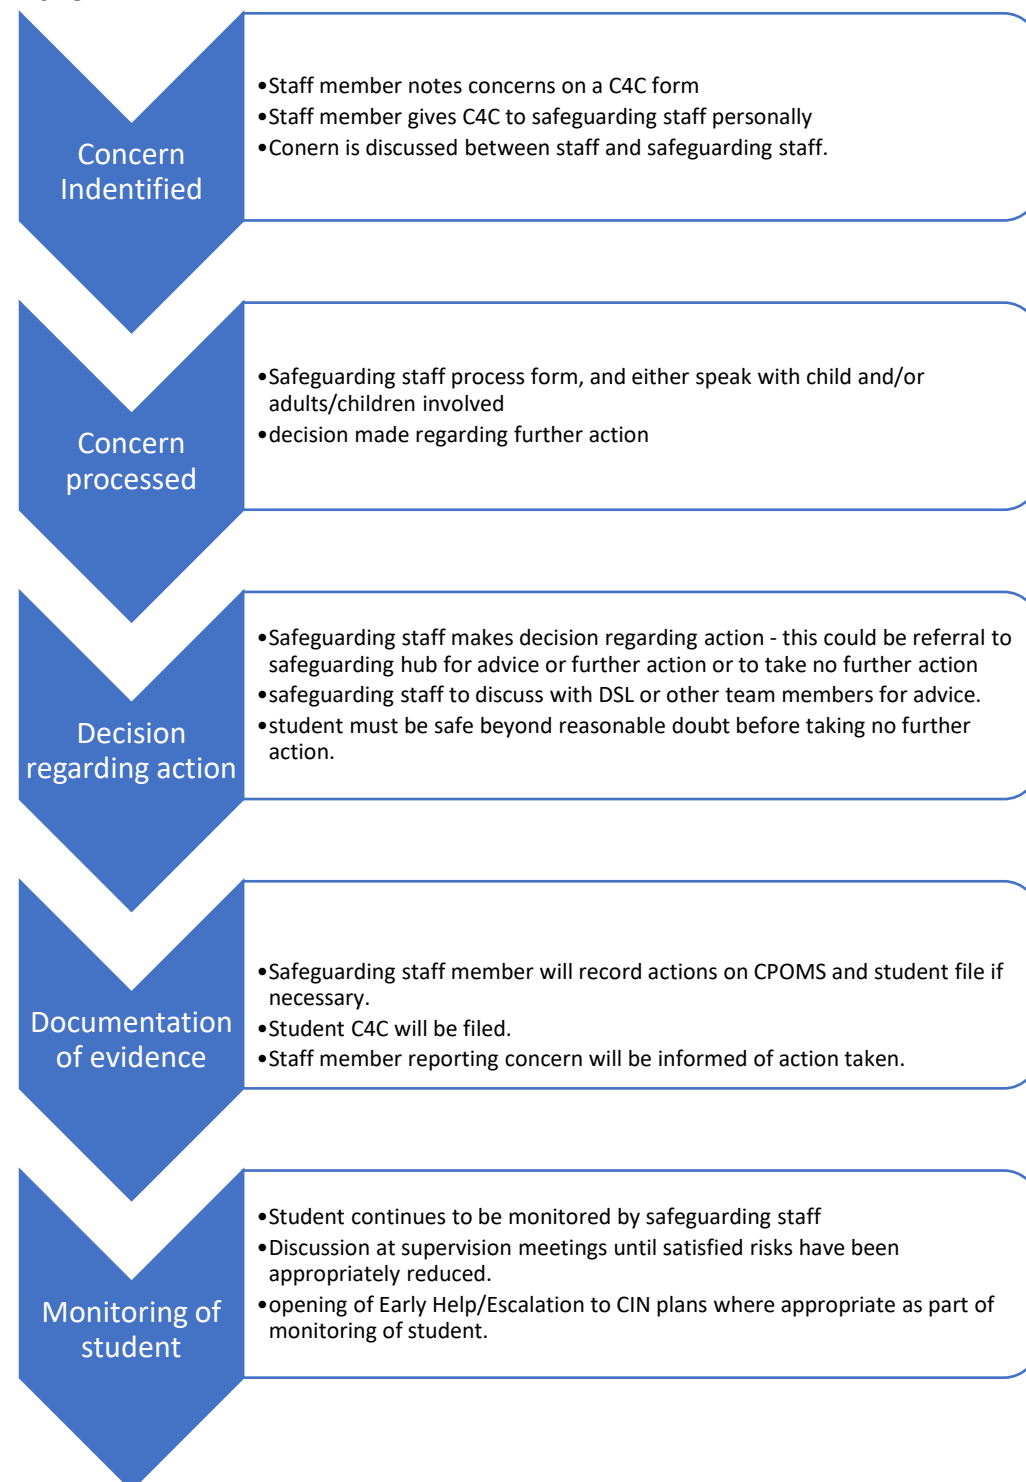 Concern
Indentified
•Staff member notes concerns on a C4C form
•Staff member gives C4C to safeguarding staff personally
•Conern is discussed between staff and safeguarding staff.
Concern
processed
•Safeguarding staff process form, and either speak with child and/or
adults/children involved
•decision made regarding further action
Decision
regarding action
•Safeguarding staff makes decision regarding action - this could be referral to
safeguarding hub for advice or further action or to take no further action
•safeguarding staff to discuss with DSL or other team members for advice.
•student must be safe beyond reasonable doubt before taking no further
action.
Documentation
of evidence
•Safeguarding staff member will record actions on CPOMS and student file if
necessary.
•Student C4C will be filed.
•Staff member reporting concern will be informed of action taken.
Monitoring of
student
•Student continues to be monitored by safeguarding staff
•Discussion at supervision meetings until satisfied risks have been
appropriately reduced.
•opening of Early Help/Escalation to CIN plans where appropriate as part of
monitoring of student.